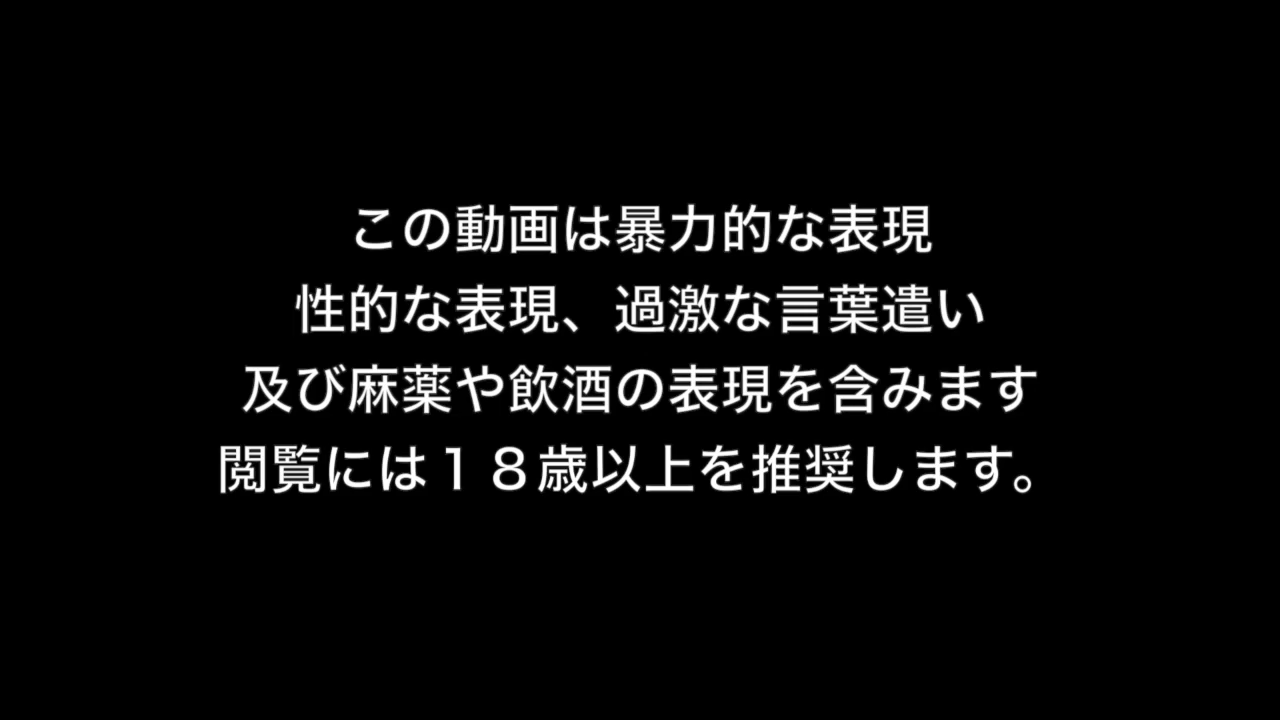 この動画は暴力的な表現
性的な表現、過激な言葉遣い
及び麻薬や飲酒の表現を含みます
閲覧には１８歳以上を推奨します。